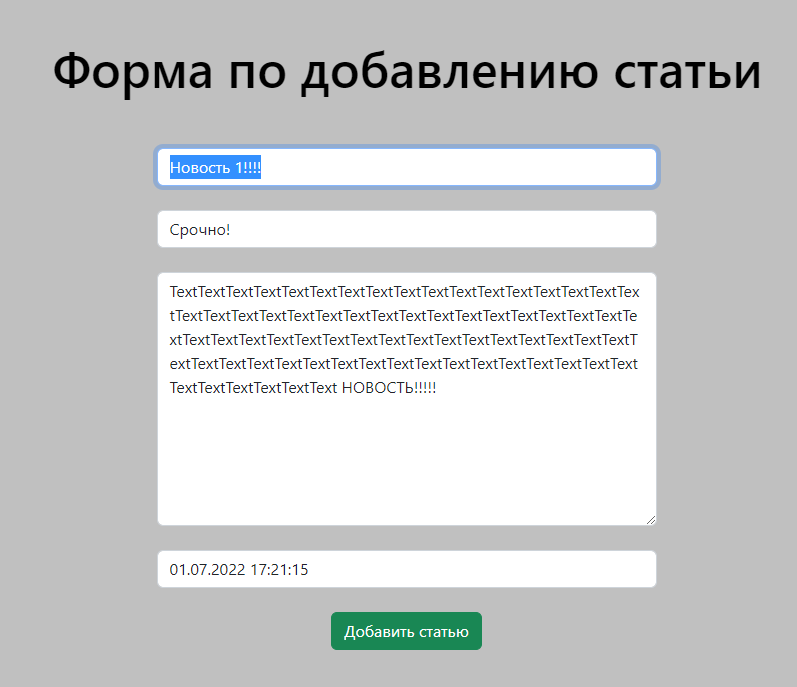 Форма по добавлению статьи
Новость 1!!!!
Срочно!
TextTextTextTextTextTextTextTextTextTextTextTextTextTextTextTextTex
tTextTextTextTextTextTextTextTextTextTextTextTextTextTextTextTextTe
xtTextTextTextTextTextTextTextTextTextTextTextTextTextTextTextTextT
extTextTextTextTextTextTextTextTextTextTextTextTextTextTextTextText
TextTextTextTextTextText НОВОСТЬ!!!!!
01.07.2022 17:21:15
Добавить статью